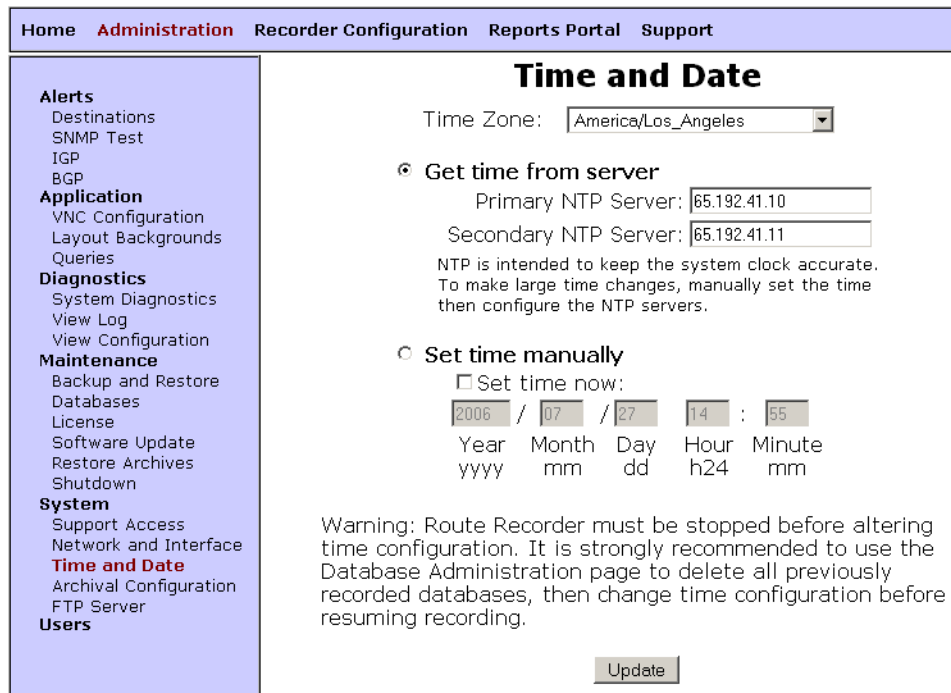 Home Administration Recorder Configuration Reports Portal Support
Alerts
Destinations
SNMP Test
IGP
BGP
Application
VNC Configuration
Layout Backgrounds
Queries
Diagnostics
System Diagnostics
View Log
View Configuration
Maintenance
Backup and Restore
Databases
License
Software Update
Restore Archives
Shutdown
System
Support Access
Network and Interface
Time and Date
Archival Configuration
FTP Server
Users
Time and Date
Time Zone: America/Los_Angeles
Get time from server
Primary NTP Server: 65.192.41.10
Secondary NTP Server: 65.192.41.11
NTP is intended to keep the system clock accurate.
To make large time changes, manually set the time
then configure the NTP servers.
Set time manually
Set time now:
2006 / 07 / 27 14 : 55
Year Month Day Hour Minute
yyyy mm dd h24 mm
Warning: Route Recorder must be stopped before altering
time configuration. It is strongly recommended to use the
Database Administration page to delete all previously
recorded databases, then change time configuration before
resuming recording.
Update